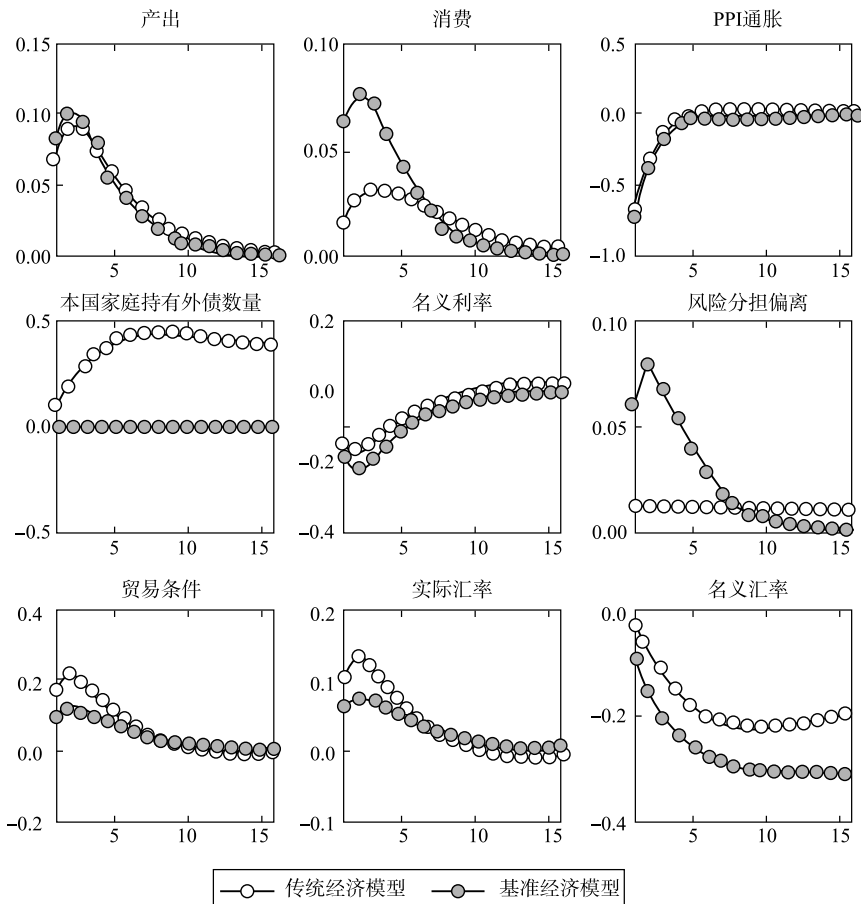 产出 消费 PPI通胀
0.15 0.10
0.5
0.10 0.0
0.05
0.05 −0.5
0.00 0.00 −1.0
5 10 15 5 10 15 5 10 15
本国家庭持有外债数量 名义利率 风险分担偏离
0.5 0.2 0.10
0.0
0.0 0.05
−0.2
−0.5 −0.4 0.00
5 10 15 5 10 15 5 10 15
贸易条件 实际汇率 名义汇率
0.4 0.2 0.0
0.2 0.1
−0.2
0.0 0.0
−0.2 −0.1 −0.4
5 10 15 5 10 15 5 10 15
传统经济模型 基准经济模型